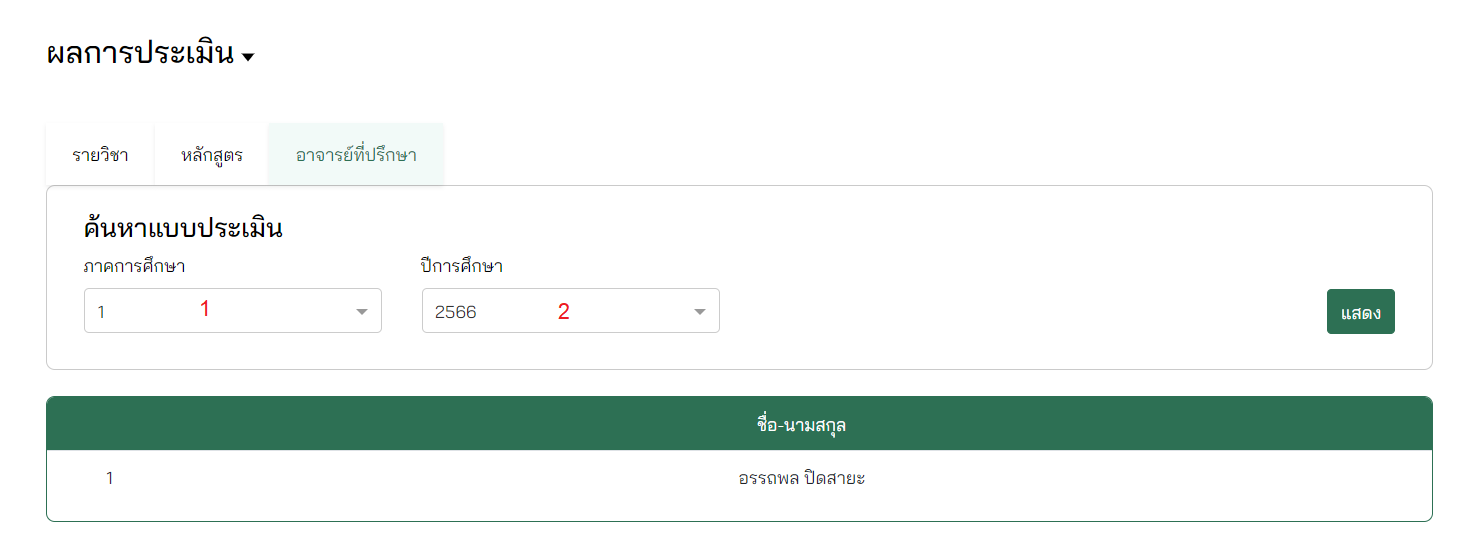 ผลการประเมิน
รายวิชา หลักสูตร อาจารย์ที่ปรึกษา
ค้นหาแบบประเมิน
ภาคการศึกษา ปีการศึกษา
1 1 2566 2 แสดง
ชื่อ-นามสกุล
1 อรรถพล ปิดสายะ